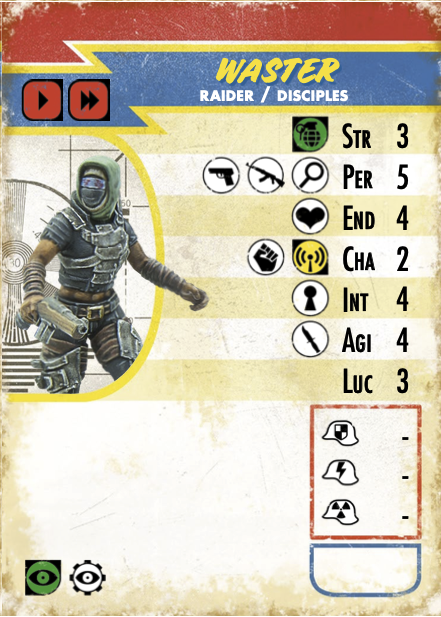 WASTER
RAIDER / DISCIPLES
STR 3
PER 5
END 4
CHA 2
INT 4
AGI 4
LUC 3
-
-
-